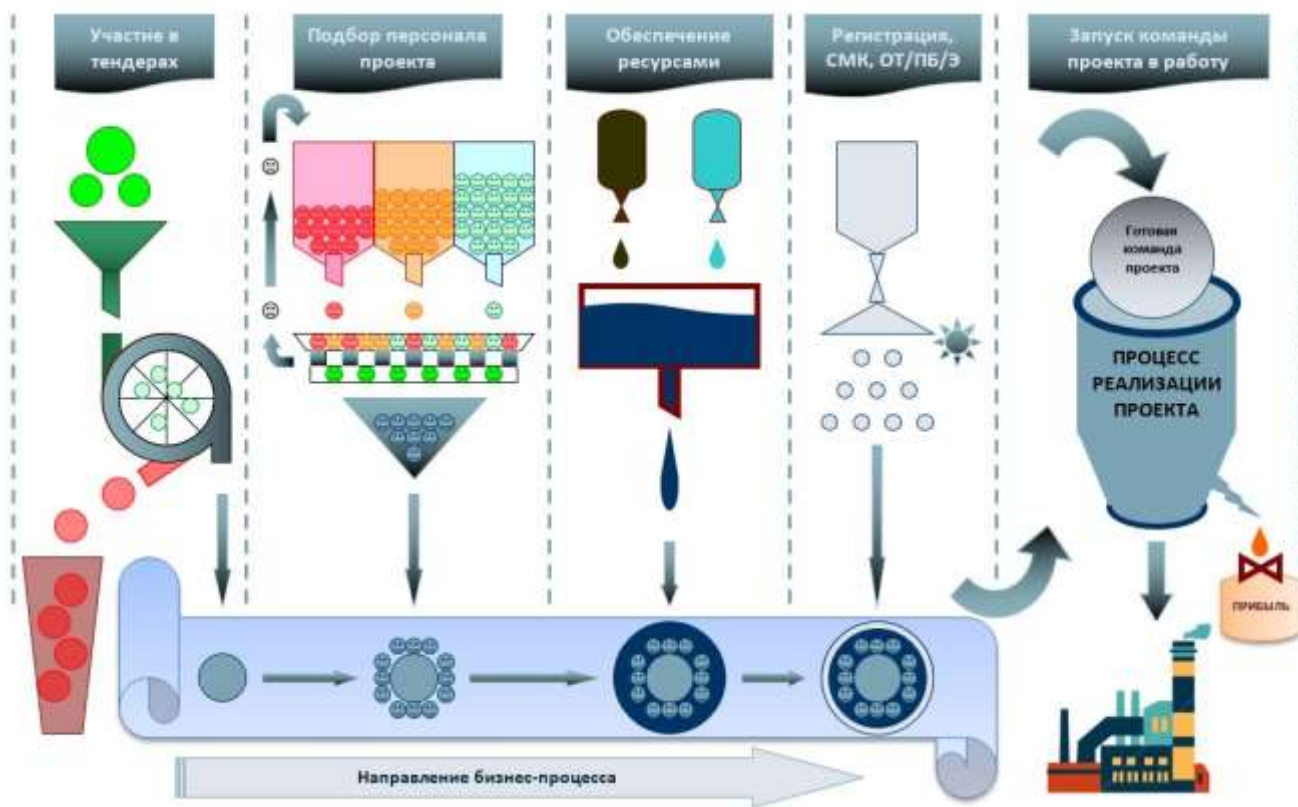 Участие в
тендерах
Подбор персонала
проекта
Обеспечение
ресурсами
Регистрация,
СМК, ОТ/ПБ/Э
Запуск команды
проекта в работу
Готовая
команда
проекта
ПРОЦЕСС
РЕАЛИЗАЦИИ
ПРОЕКТА
ПРИБЫЛЬ
Направление бизнес-процесса